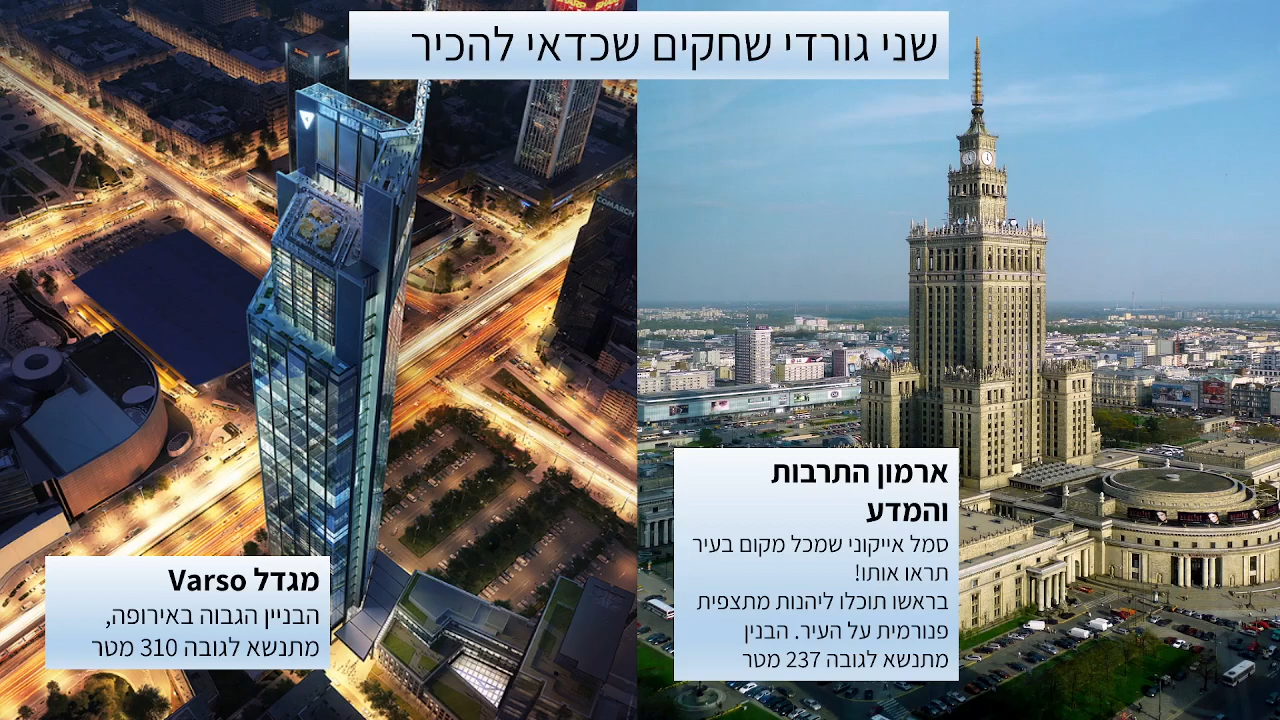 שני גורדי שחקים שכדאי להכיר
מגדל Varso
הבניין הגבוה באירופה,
מתנשא לגובה 310 מטר
ארמון התרבות
והמדע
סמל אייקוני שמכל מקום בעיר
תראו אותו!
בראשו תוכלו ליהנות מתצפית
פנורמית על העיר. הבנין
מתנשא לגובה 237 מטר
COMARCH